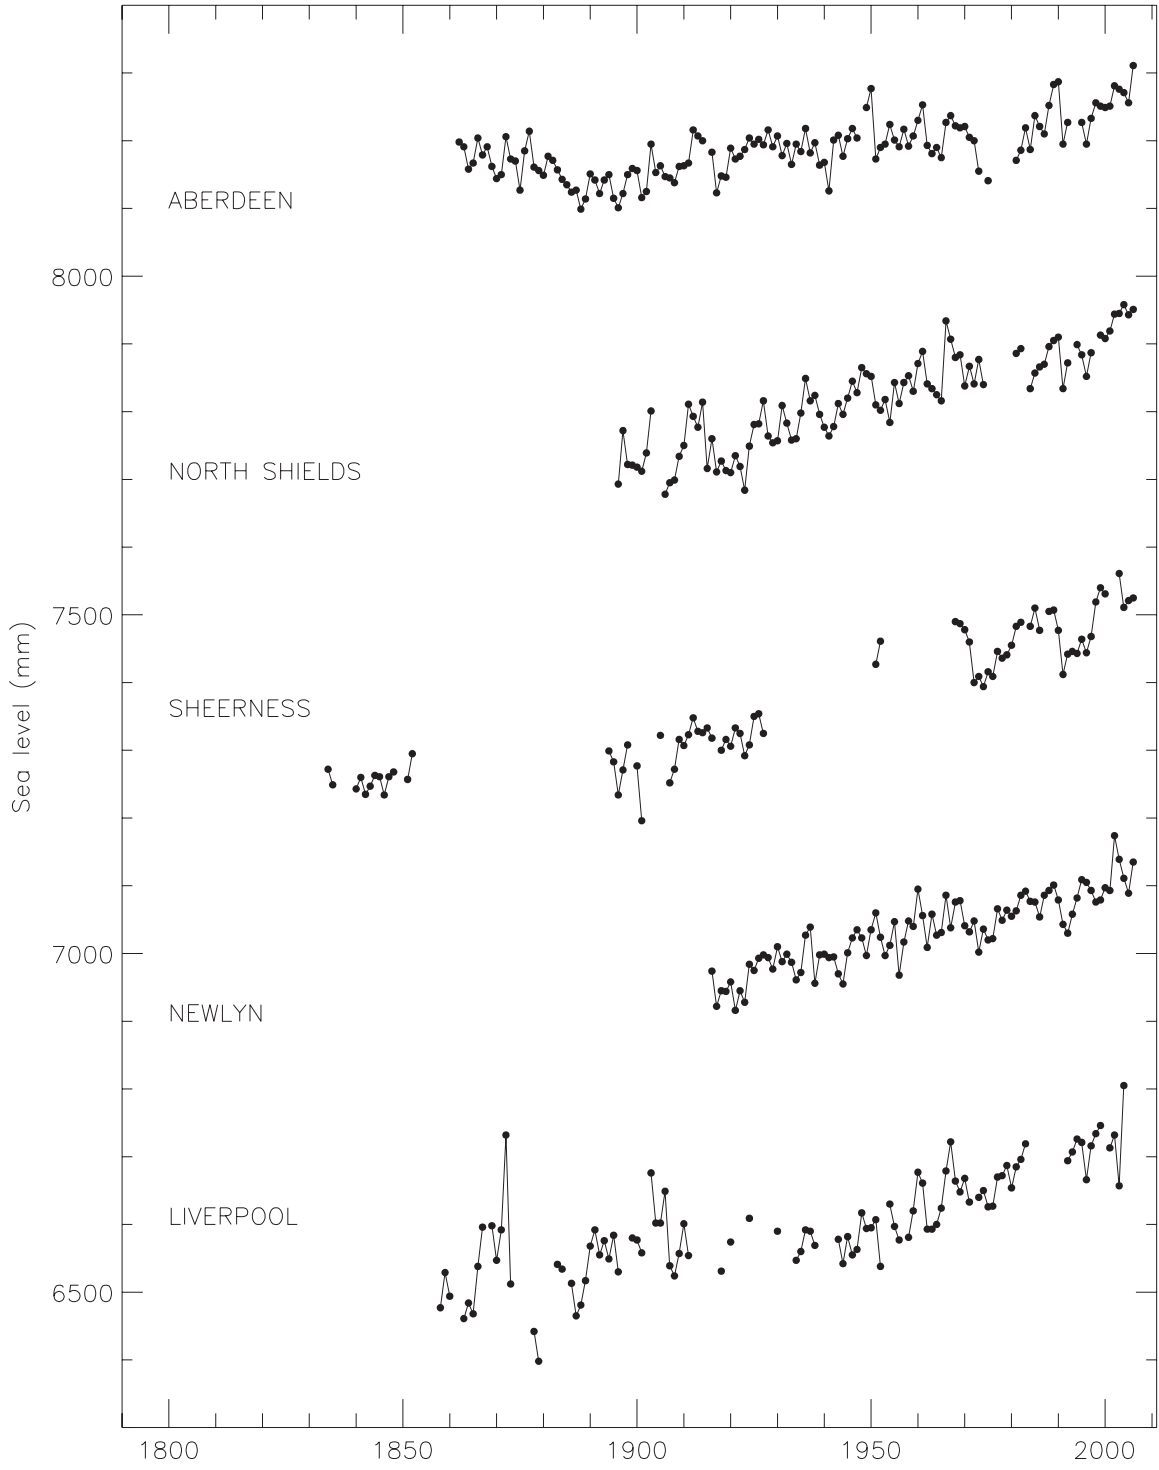 ABERDEEN
8000
NORTH SHIELDS
7500
Sea level (mm)
SHEERNESS
7000
NEWLYN
LIVERPOOL
6500
1800 1850 1900 1950 2000